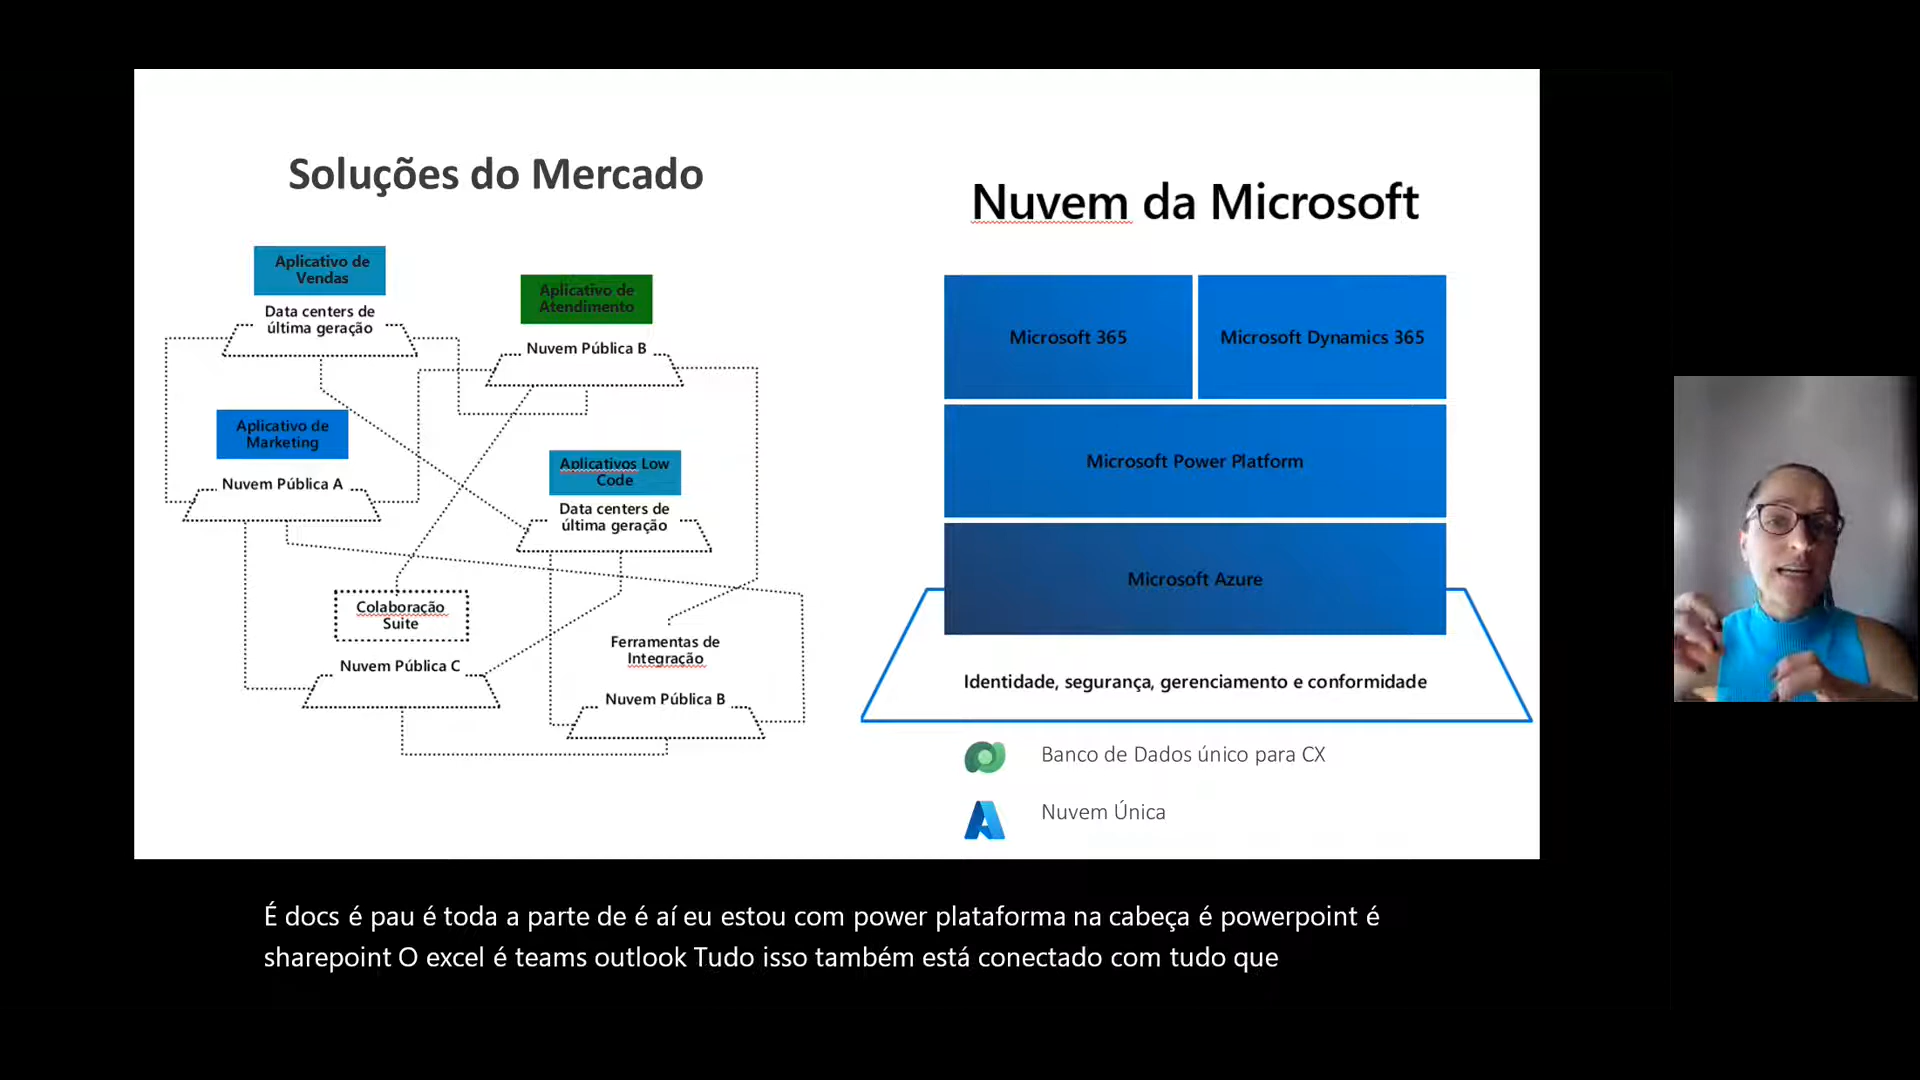 Soluções do Mercado
Aplicativo de
Vendas
Data centers de
última geração
Aplicativo de
Atendimento
Nuvem Pública B
Aplicativo de
Marketing
Nuvem Pública A
Aplicativos Low
Code
Data centers de
última geração
Colaboração
Suite
Nuvem Pública C
Ferramentas de
Integração
Nuvem Pública B
Nuvem da Microsoft
Microsoft 365
Microsoft Dynamics 365
Microsoft Power Platform
Microsoft Azure
Identidade, segurança, gerenciamento e conformidade
Banco de Dados único para CX
Nuvem Única
É docs é pau é toda a parte de é aí eu estou com power plataforma na cabeça é powerpoint é
sharepoint O excel é teams outlook Tudo isso também está conectado com tudo que